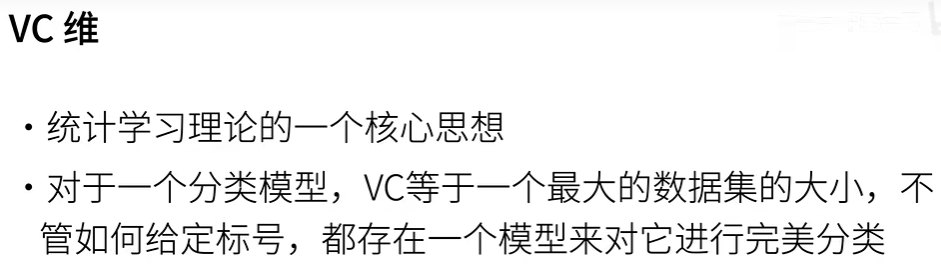 VC 维
・统计学习理论的一个核心思想
・对于一个分类模型，VC等于一个最大的数据集的大小，不
管如何给定标号，都存在一个模型来对它进行完美分类